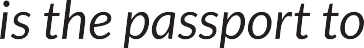 is the passport to